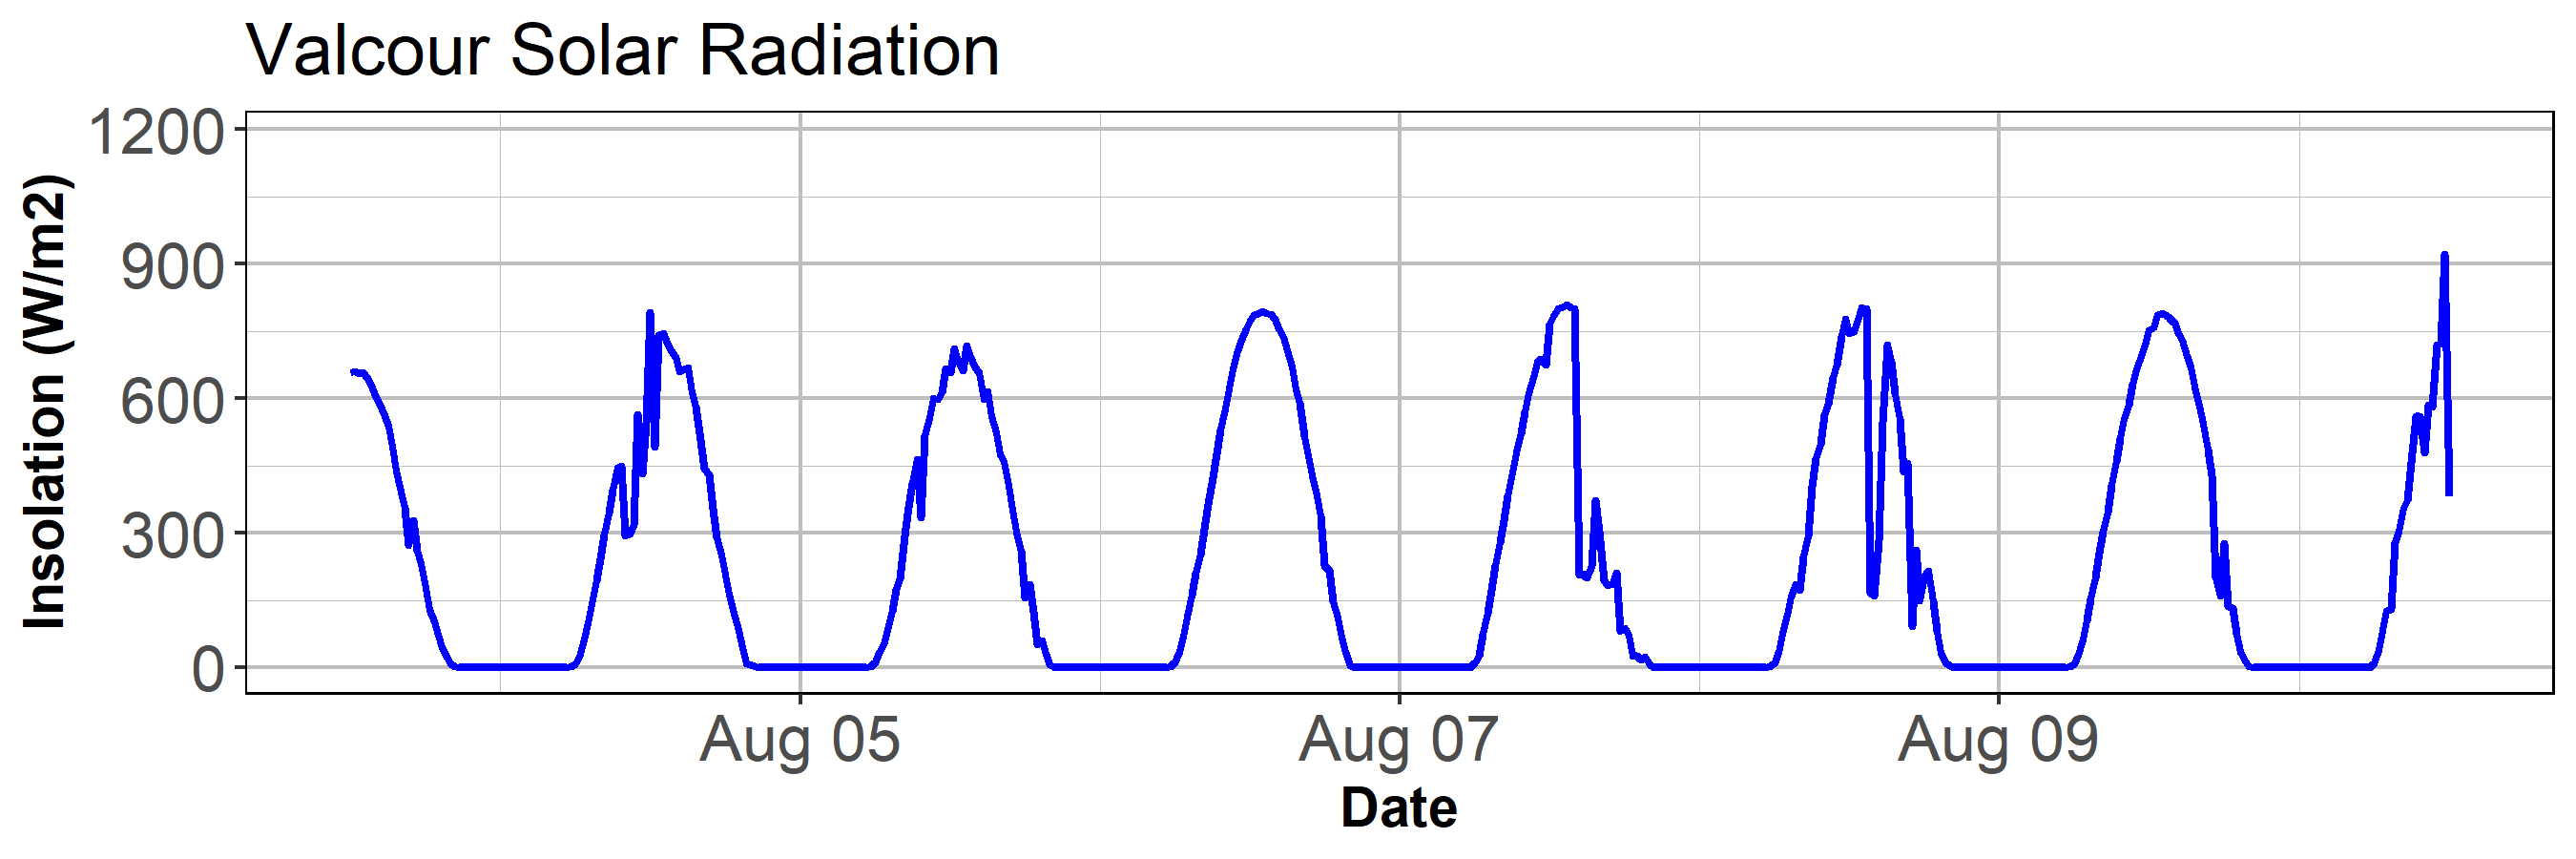 Valcour Solar Radiation
1200
900
600
300
0
Insolation (W/m2)
Aug 05
Aug 07
Aug 09
Date